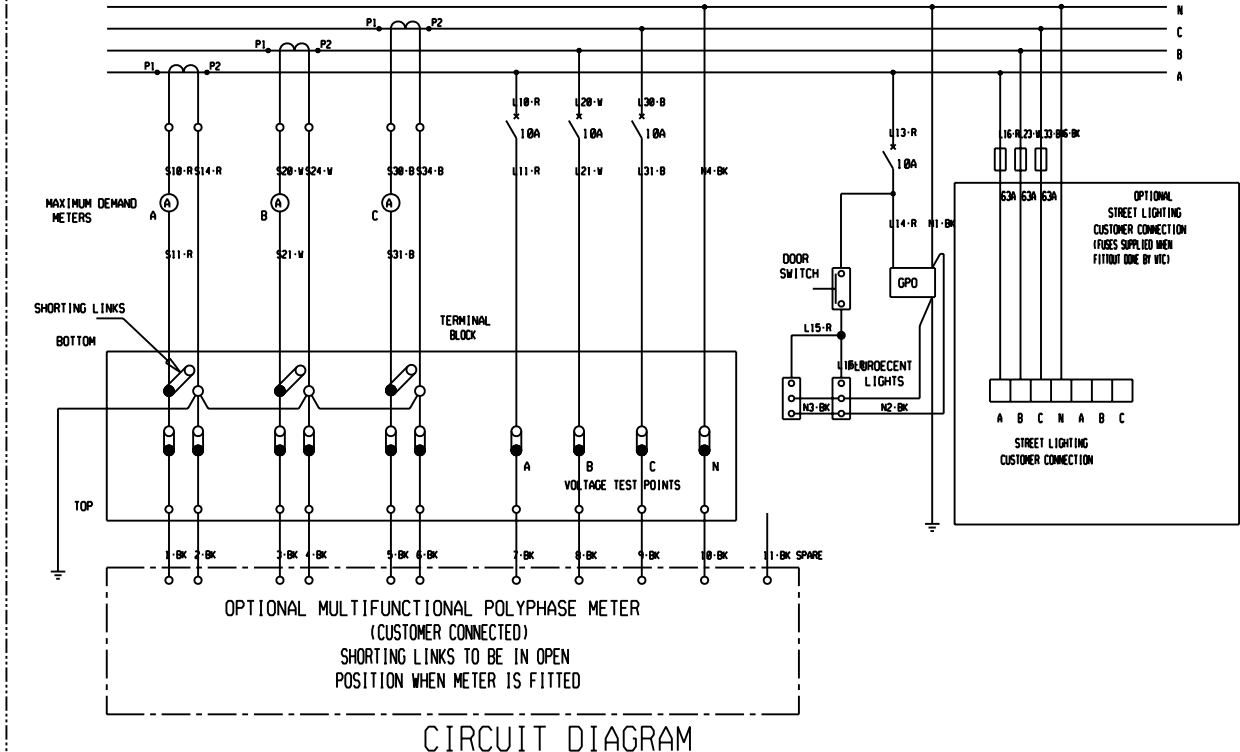 N
P1 P2 C
P1 P2 B
P1 P2 A
L10-R L20-W L30-B
10A 10A 10A
L13-R
10A
L16-R L23-W L33-B
S10-R S14-R S20-W S24-W S30-B S34-B L11-R L21-W L31-B N4-BK
63A 63A 63A
MAXIMUM DEMAND
METERS
A A
A B
A C
OPTIONAL
STREET LIGHTING
CUSTOMER CONNECTION
(FUSES SUPPLIED WHEN
FITTOUT DONE BY WTC)
L14-R N1-BK
S11-R S21-W S31-B
DOOR
SWITCH
GPO
SHORTING LINKS
BOTTOM
TERMINAL
BLOCK
L15-R
LIGHTS
N3-BK N2-BK
A B C N A B C
STREET LIGHTING
CUSTOMER CONNECTION
A B C N
VOLTAGE TEST POINTS
TOP
1-BK 2-BK 3-BK 4-BK 5-BK 6-BK 7-BK 8-BK 9-BK 10-BK 11-BK SPARE
OPTIONAL MULTIFUNCTIONAL POLYPHASE METER
(CUSTOMER CONNECTED)
SHORTING LINKS TO BE IN OPEN
POSITION WHEN METER IS FITTED
CIRCUIT DIAGRAM